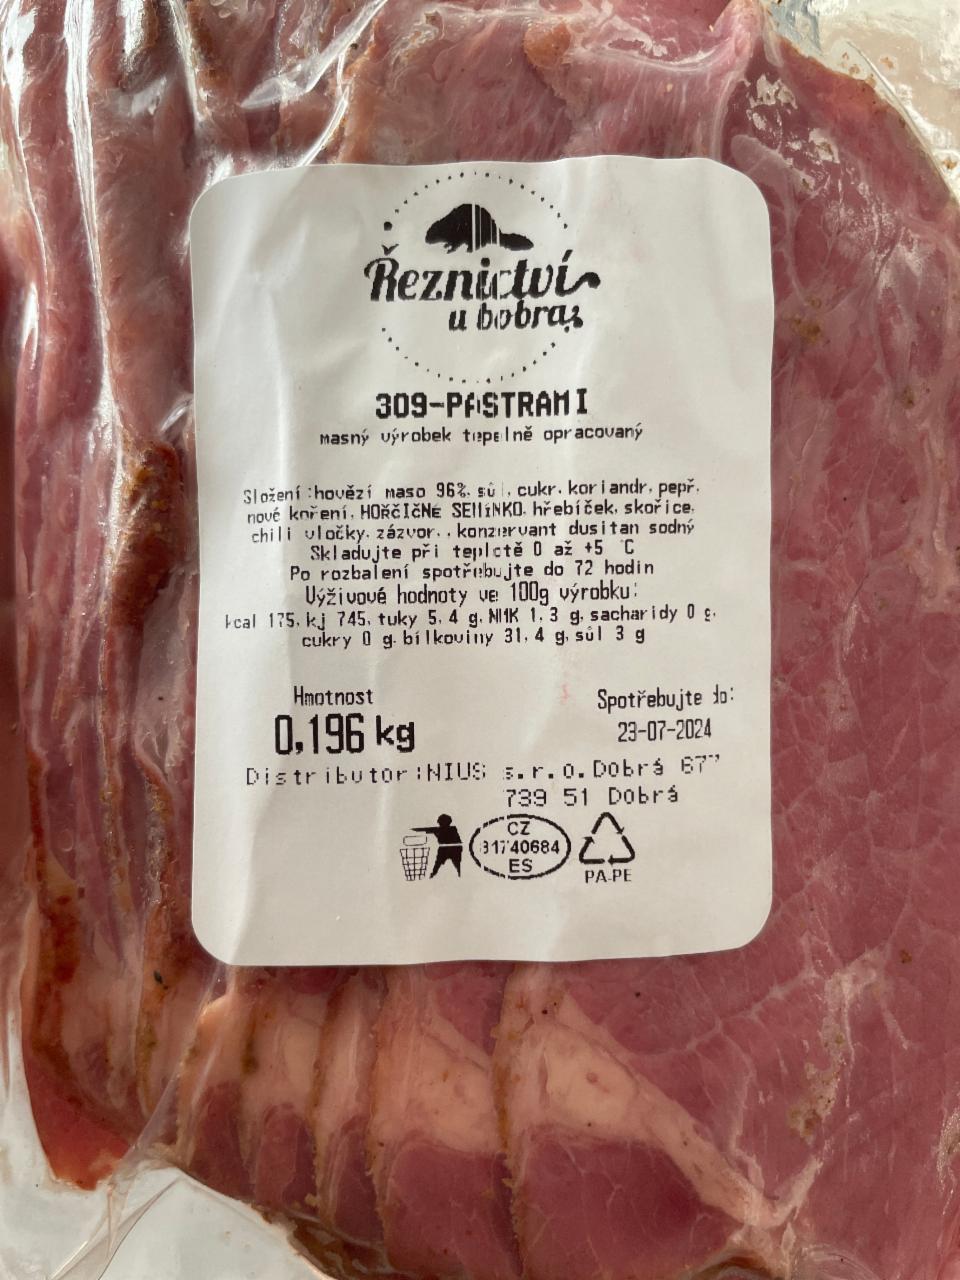 Řeznictví
u bobra
309-PASTRAMI
masný výrobek tepelně opracovaný
Složení :hovězí maso 96%, sůl, cukr, koriandr, pepř,
nové koření, HOŘčIčNÉ SEMíNKO, hřebíček, skořice,
chili vločky, zázvor, , konzervant dusitan sodný
Skladujte při teplotě 0 až +5 °C
Po rozbalení spotřebujte do 72 hodin
Výživové hodnoty ve 100g výrobku:
kcal 175, kj 745, tuky 5,4 g, NMK 1,3 g, sacharidy 0 g,
cukry 0 g, bílkoviny 31,4 g, sůl 3 g
Hmotnost
Spotřebujte do:
0,196 kg
23-07-2024
Distributor:NIUS s.r.o. Dobrá
739 51 Dobrá
CZ
40684
ES
PA-PE